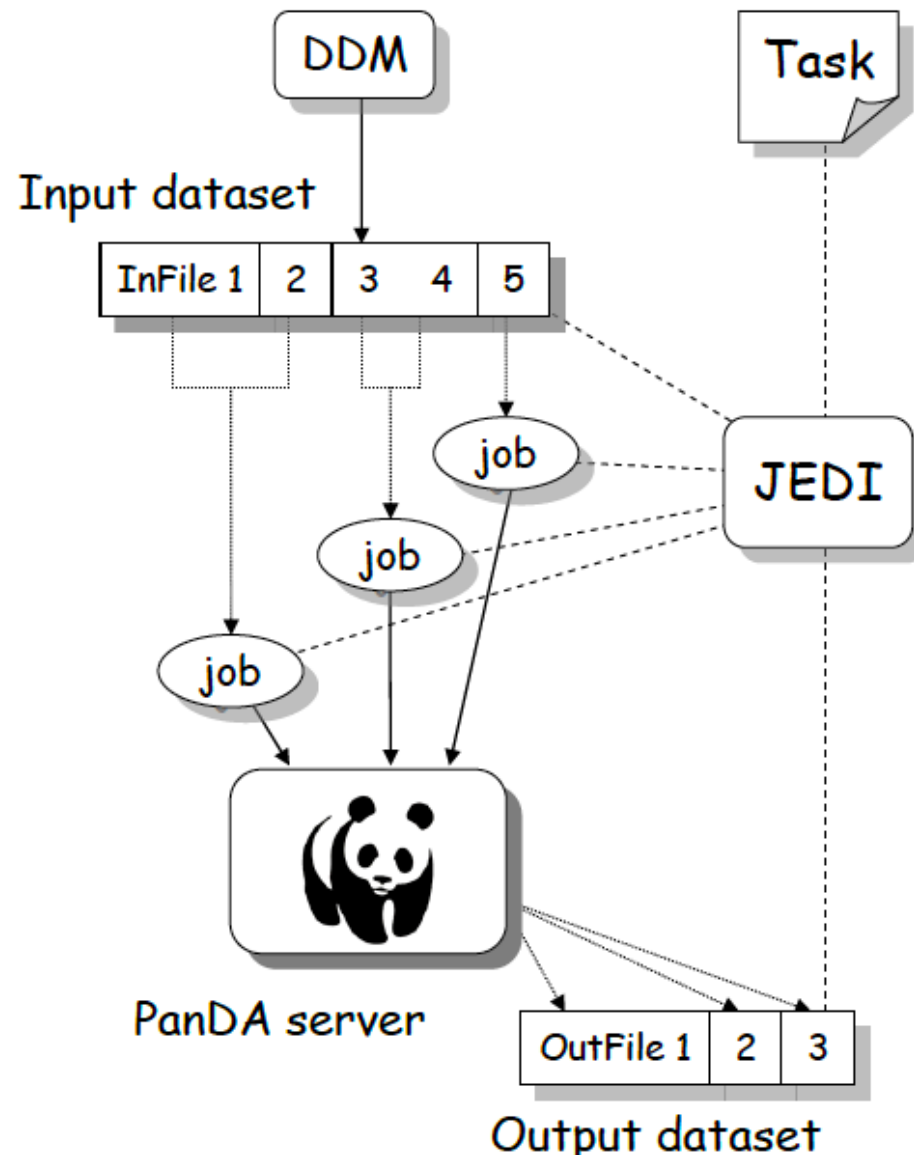 DDM
Task
Input dataset
InFile 1 2 3 4 5
job
JEDI
job
job
PanDA server
OutFile 1 2 3
Output dataset